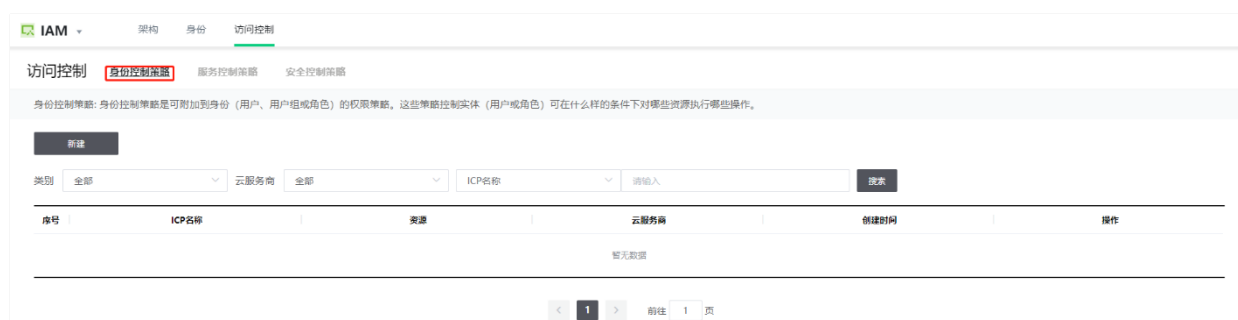 IAM 架构 身份 访问控制
访问控制 身份控制策略 服务控制策略 安全控制策略
身份控制策略: 身份控制策略是可附加到身份（用户、用户组或角色）的权限策略。这些策略控制实体（用户或角色）可在什么样的条件下对哪些资源执行哪些操作。
新建
类别 全部 云服务商 全部 ICP名称 请输入 搜索
序号 ICP名称 资源 云服务商 创建时间 操作
暂无数据
< 1 > 前往 1 页